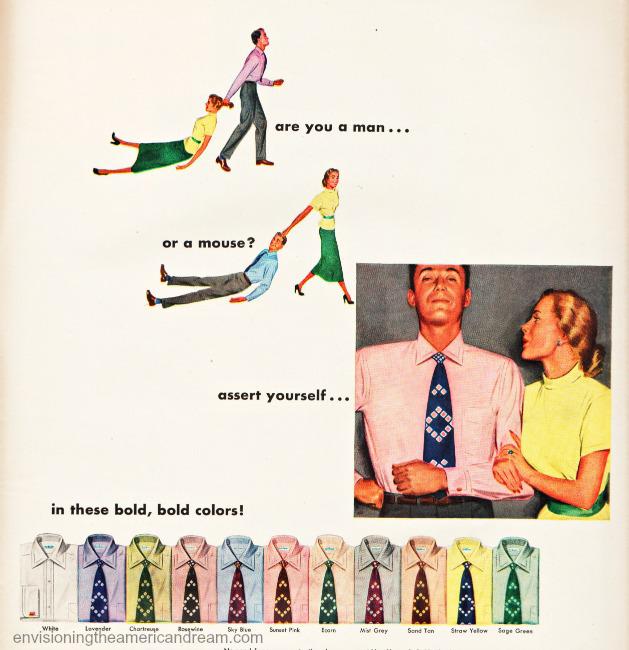 are you a man...
or a mouse?
assert yourself...
in these bold, bold colors!
White Lavender Chartreuse Rosewine Sky Blue Sunset Pink Ecru Mist Grey Sand Tan Straw Yellow Sage Green
envisioningtheamericandream.com